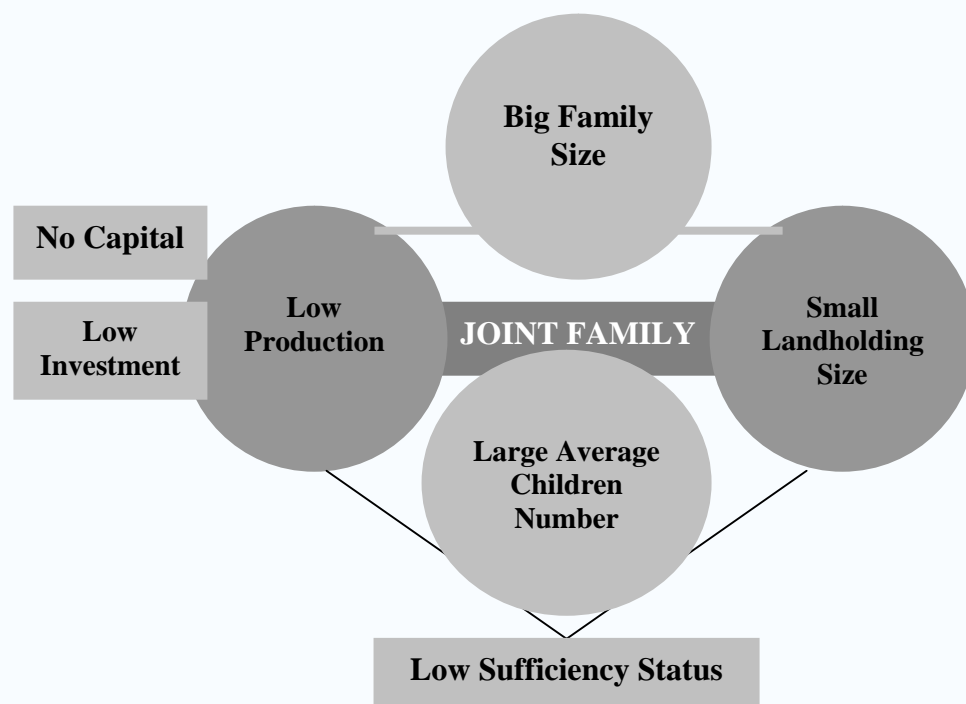 Big Family
Size
No Capital
Low
Investment
Low
Production
JOINT FAMILY
Small
Landholding
Size
Large Average
Children
Number
Low Sufficiency Status